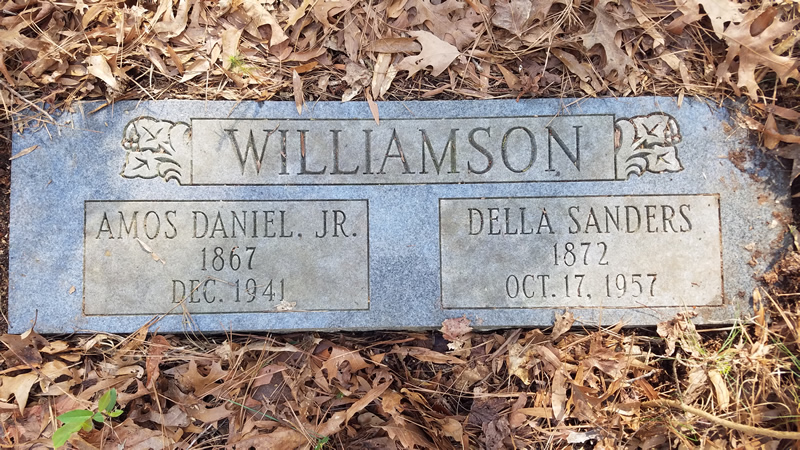 WILLIAMSON
AMOS DANIEL, JR.
1867
DEC. 1941
DELLA SANDERS
1872
OCT. 17, 1957